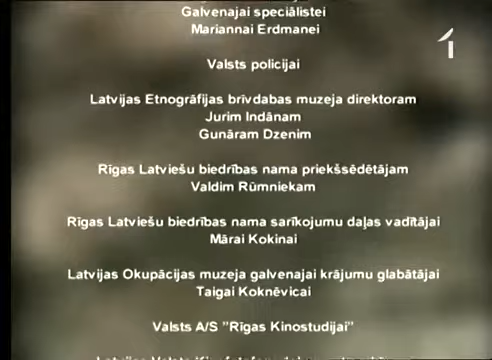 Galvenajai speciālistei
Mariannai Erdmanei
Valsts policijai
Latvijas Etnogrāfijas brīvdabas muzeja direktoram
Jurim Indānam
Gunāram Dzenim
Rīgas Latviešu biedrības nama priekšsēdētājam
Valdim Rūmniekam
Rīgas Latviešu biedrības nama sarīkojumu daļas vadītājai
Mārai Kokinai
Latvijas Okupācijas muzeja galvenajai krājumu glabātājai
Taigai Koknēvicai
Valsts A/S "Rīgas Kinostudijai"
1